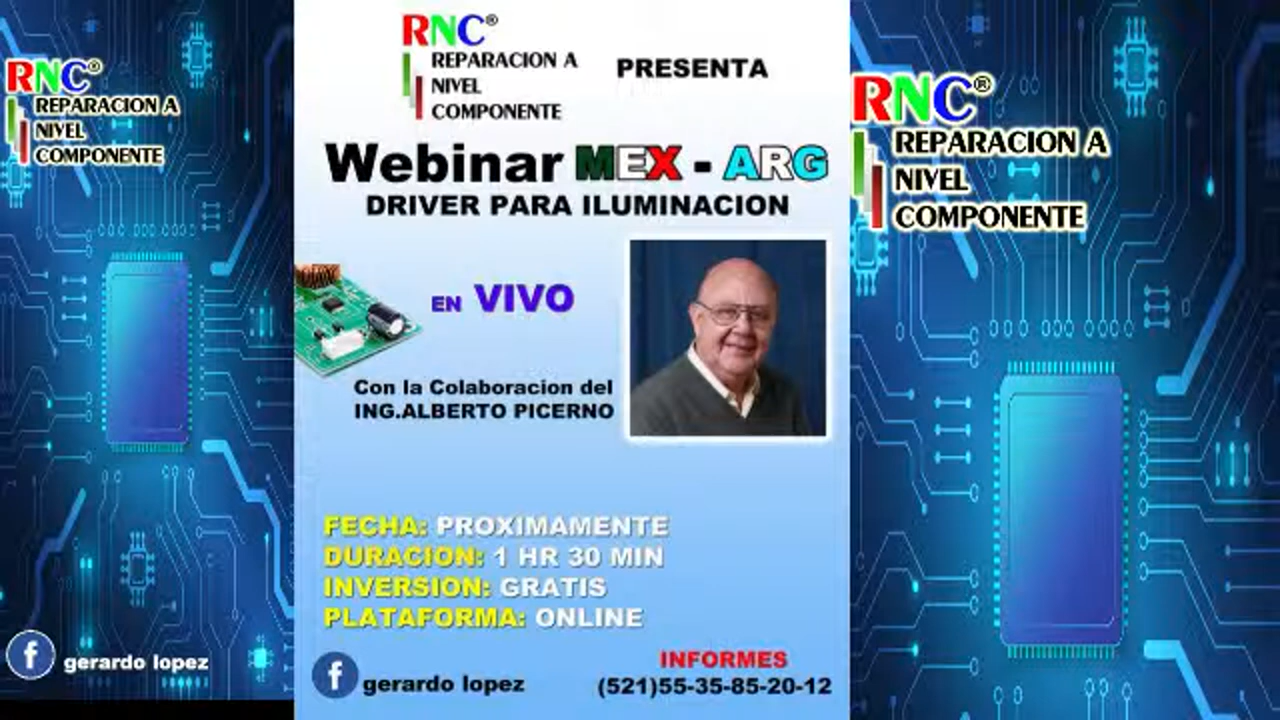 RNC®
REPARACION A
NIVEL
COMPONENTE
gerardo lopez
RNC®
REPARACION A
NIVEL
COMPONENTE
PRESENTA
Webinar MEX - ARG
DRIVER PARA ILUMINACION
EN VIVO
Con la Colaboracion del
ING.ALBERTO PICERNO
FECHA: PROXIMAMENTE
DURACION: 1 HR 30 MIN
INVERSION: GRATIS
PLATAFORMA: ONLINE
gerardo lopez
INFORMES
(521)55-35-85-20-12
RNC®
REPARACION A
NIVEL
COMPONENTE